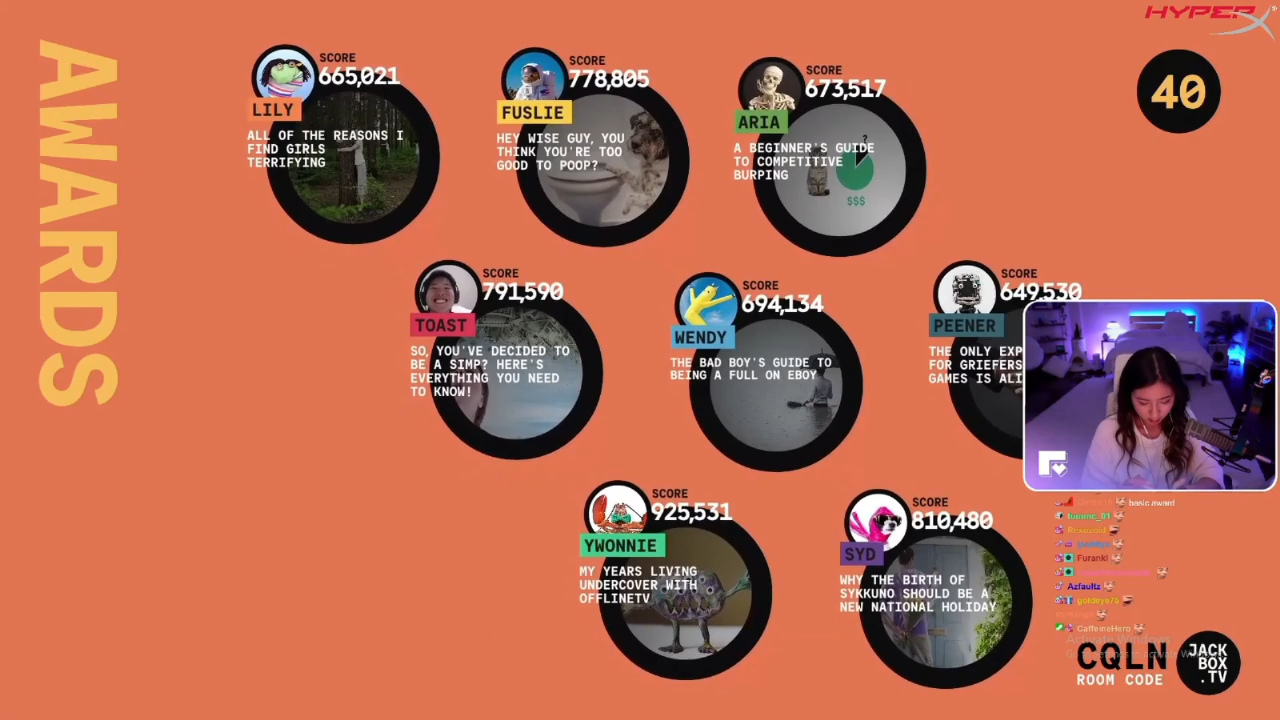 HYPERX
AWARDS
40
SCORE
665,021
LILY
ALL OF THE REASONS I
FIND GIRLS
TERRIFYING
SCORE
778,805
FUSLIE
HEY WISE GUY, YOU
THINK YOU'RE TOO
GOOD TO POOP?
SCORE
673,517
ARIA
A BEGINNER'S GUIDE
TO COMPETITIVE
BURPING
?
$$$
SCORE
791,590
TOAST
SO, YOU'VE DECIDED TO
BE A SIMP? HERE'S
EVERYTHING YOU NEED
TO KNOW!
SCORE
694,134
WENDY
THE BAD BOY'S GUIDE TO
BEING A FULL ON EBOY
SCORE
649,530
PEENER
THE ONLY EXP
FOR GRIEFERS
GAMES IS ALI
SCORE
925,531
YWONNIE
MY YEARS LIVING
UNDERCOVER WITH
OFFLINETV
SCORE
810,480
SYD
WHY THE BIRTH OF
SYKKUNO SHOULD BE A
NEW NATIONAL HOLIDAY
basic award
Furanki
Azfaultz
goldeye75
CaffeineHero
Activate Windows
CQLN
ROOM CODE
JACK
BOX
.TV